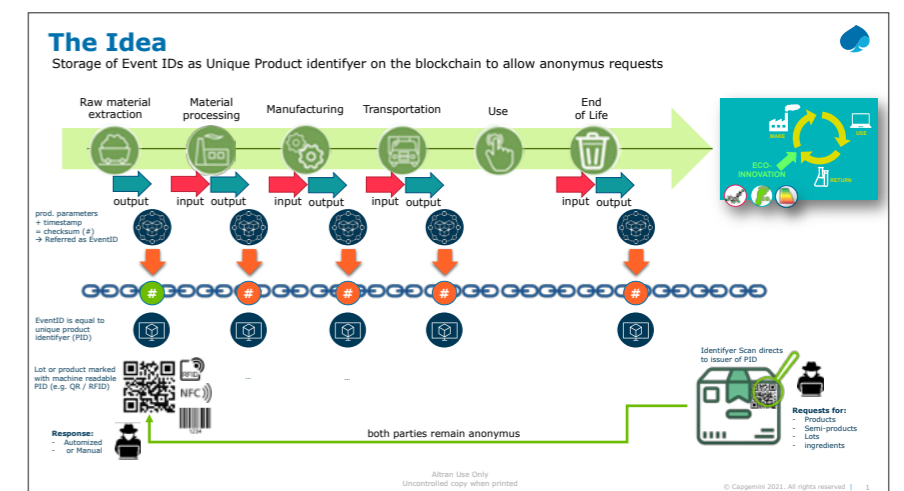 The Idea
Storage of Event IDs as Unique Product identifyer on the blockchain to allow anonymus requests
Raw material
extraction
Material
processing
Manufacturing
Transportation
Use
End
of Life
MAKE
USE
ECO-
INNOVATION
RETURN
output
input output
input output
input output
input output
prod. parameters
+ timestamp
= checksum (#)
→ Referred as EventID
# # # # #
EventID is equal to
unique product
identifyer (PID)
Lot or product marked
with machine readable
PID (e.g. QR / RFID)
RFID
NFC
1234
...
...
Identifyer Scan directs
to issuer of PID
Requests for:
- Products
- Semi-products
- Lots
- ingredients
Response:
- Automized
- or Manual
both parties remain anonymus
Altran Use Only
Uncontrolled copy when printed
© Capgemini 2021. All rights reserved | 1